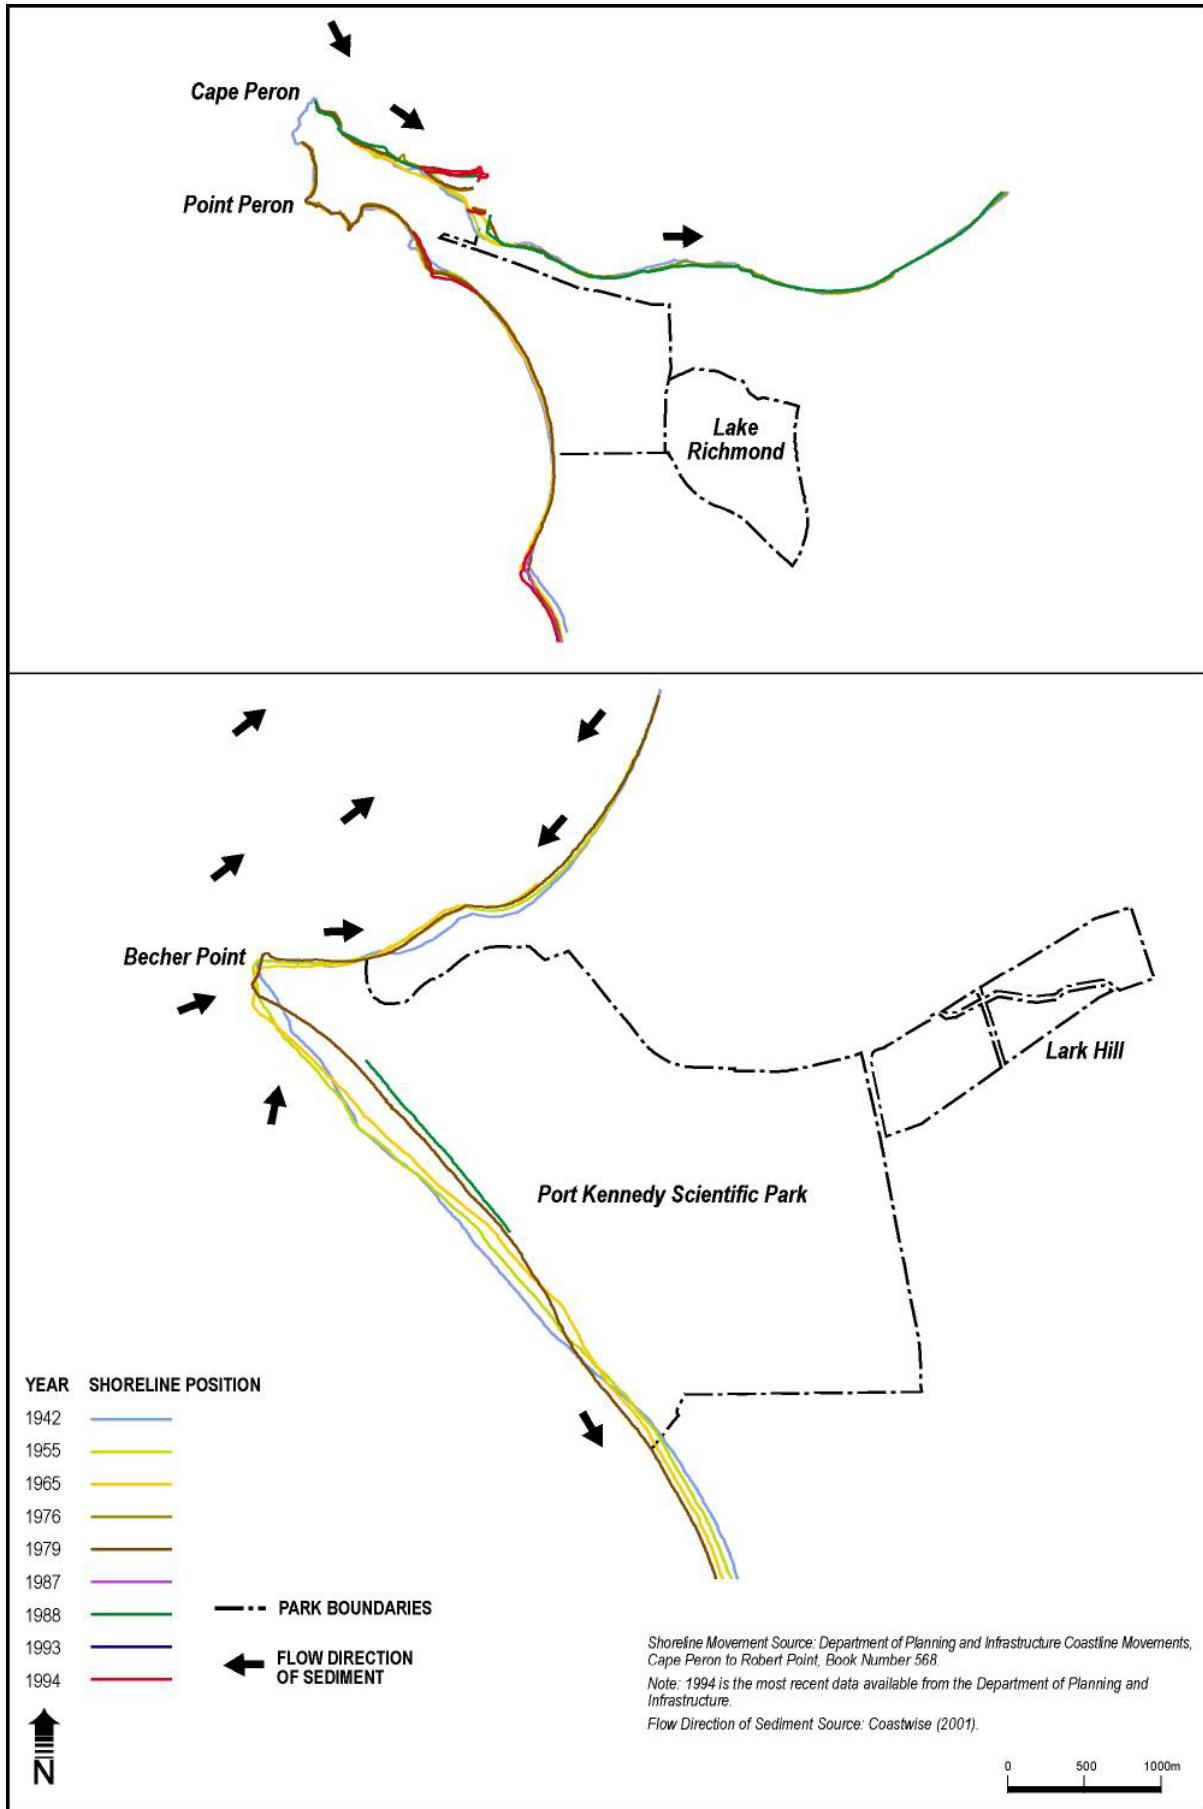 Cape Peron
Point Peron
Lake
Richmond
Becher Point
Lark Hill
Port Kennedy Scientific Park
YEAR SHORELINE POSITION
1942
1955
1965
1976
1979
1987
1988
1993
1994
PARK BOUNDARIES
FLOW DIRECTION
OF SEDIMENT
N
Shoreline Movement Source: Department of Planning and Infrastructure Coastline Movements,
Cape Peron to Robert Point, Book Number 568.
Note: 1994 is the most recent data available from the Department of Planning and
Infrastructure.
Flow Direction of Sediment Source: Coastwise (2001).
0 500 1000m